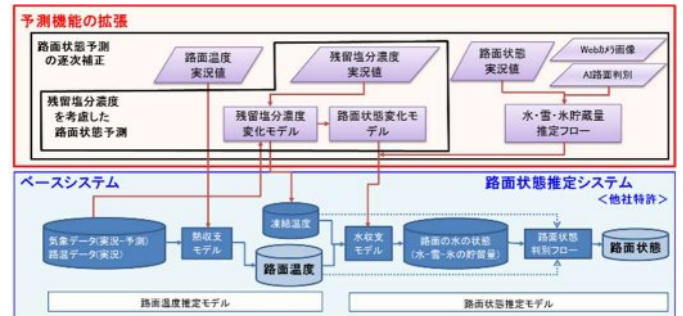 予測機能の拡張
路面状態予測
の逐次補正
路面温度
実況値
残留塩分濃度
実況値
路面状態
実況値
Webカメラ画像
AI路面判別
残留塩分濃度
を考慮した
路面状態予測
残留塩分濃度
変化モデル
路面状態変化モ
デル
水・雪・氷貯蔵量
推定フロー
ベースシステム
路面状態推定システム
<他社特許>
気象データ(実況-予測)
路温データ(実況)
熱収支
モデル
凍結温度
路面温度
水収支
モデル
路面の水の状態
(水-雪-氷の貯留量)
路面状態
判別フロー
路面状態
路面温度推定モデル
路面状態推定モデル